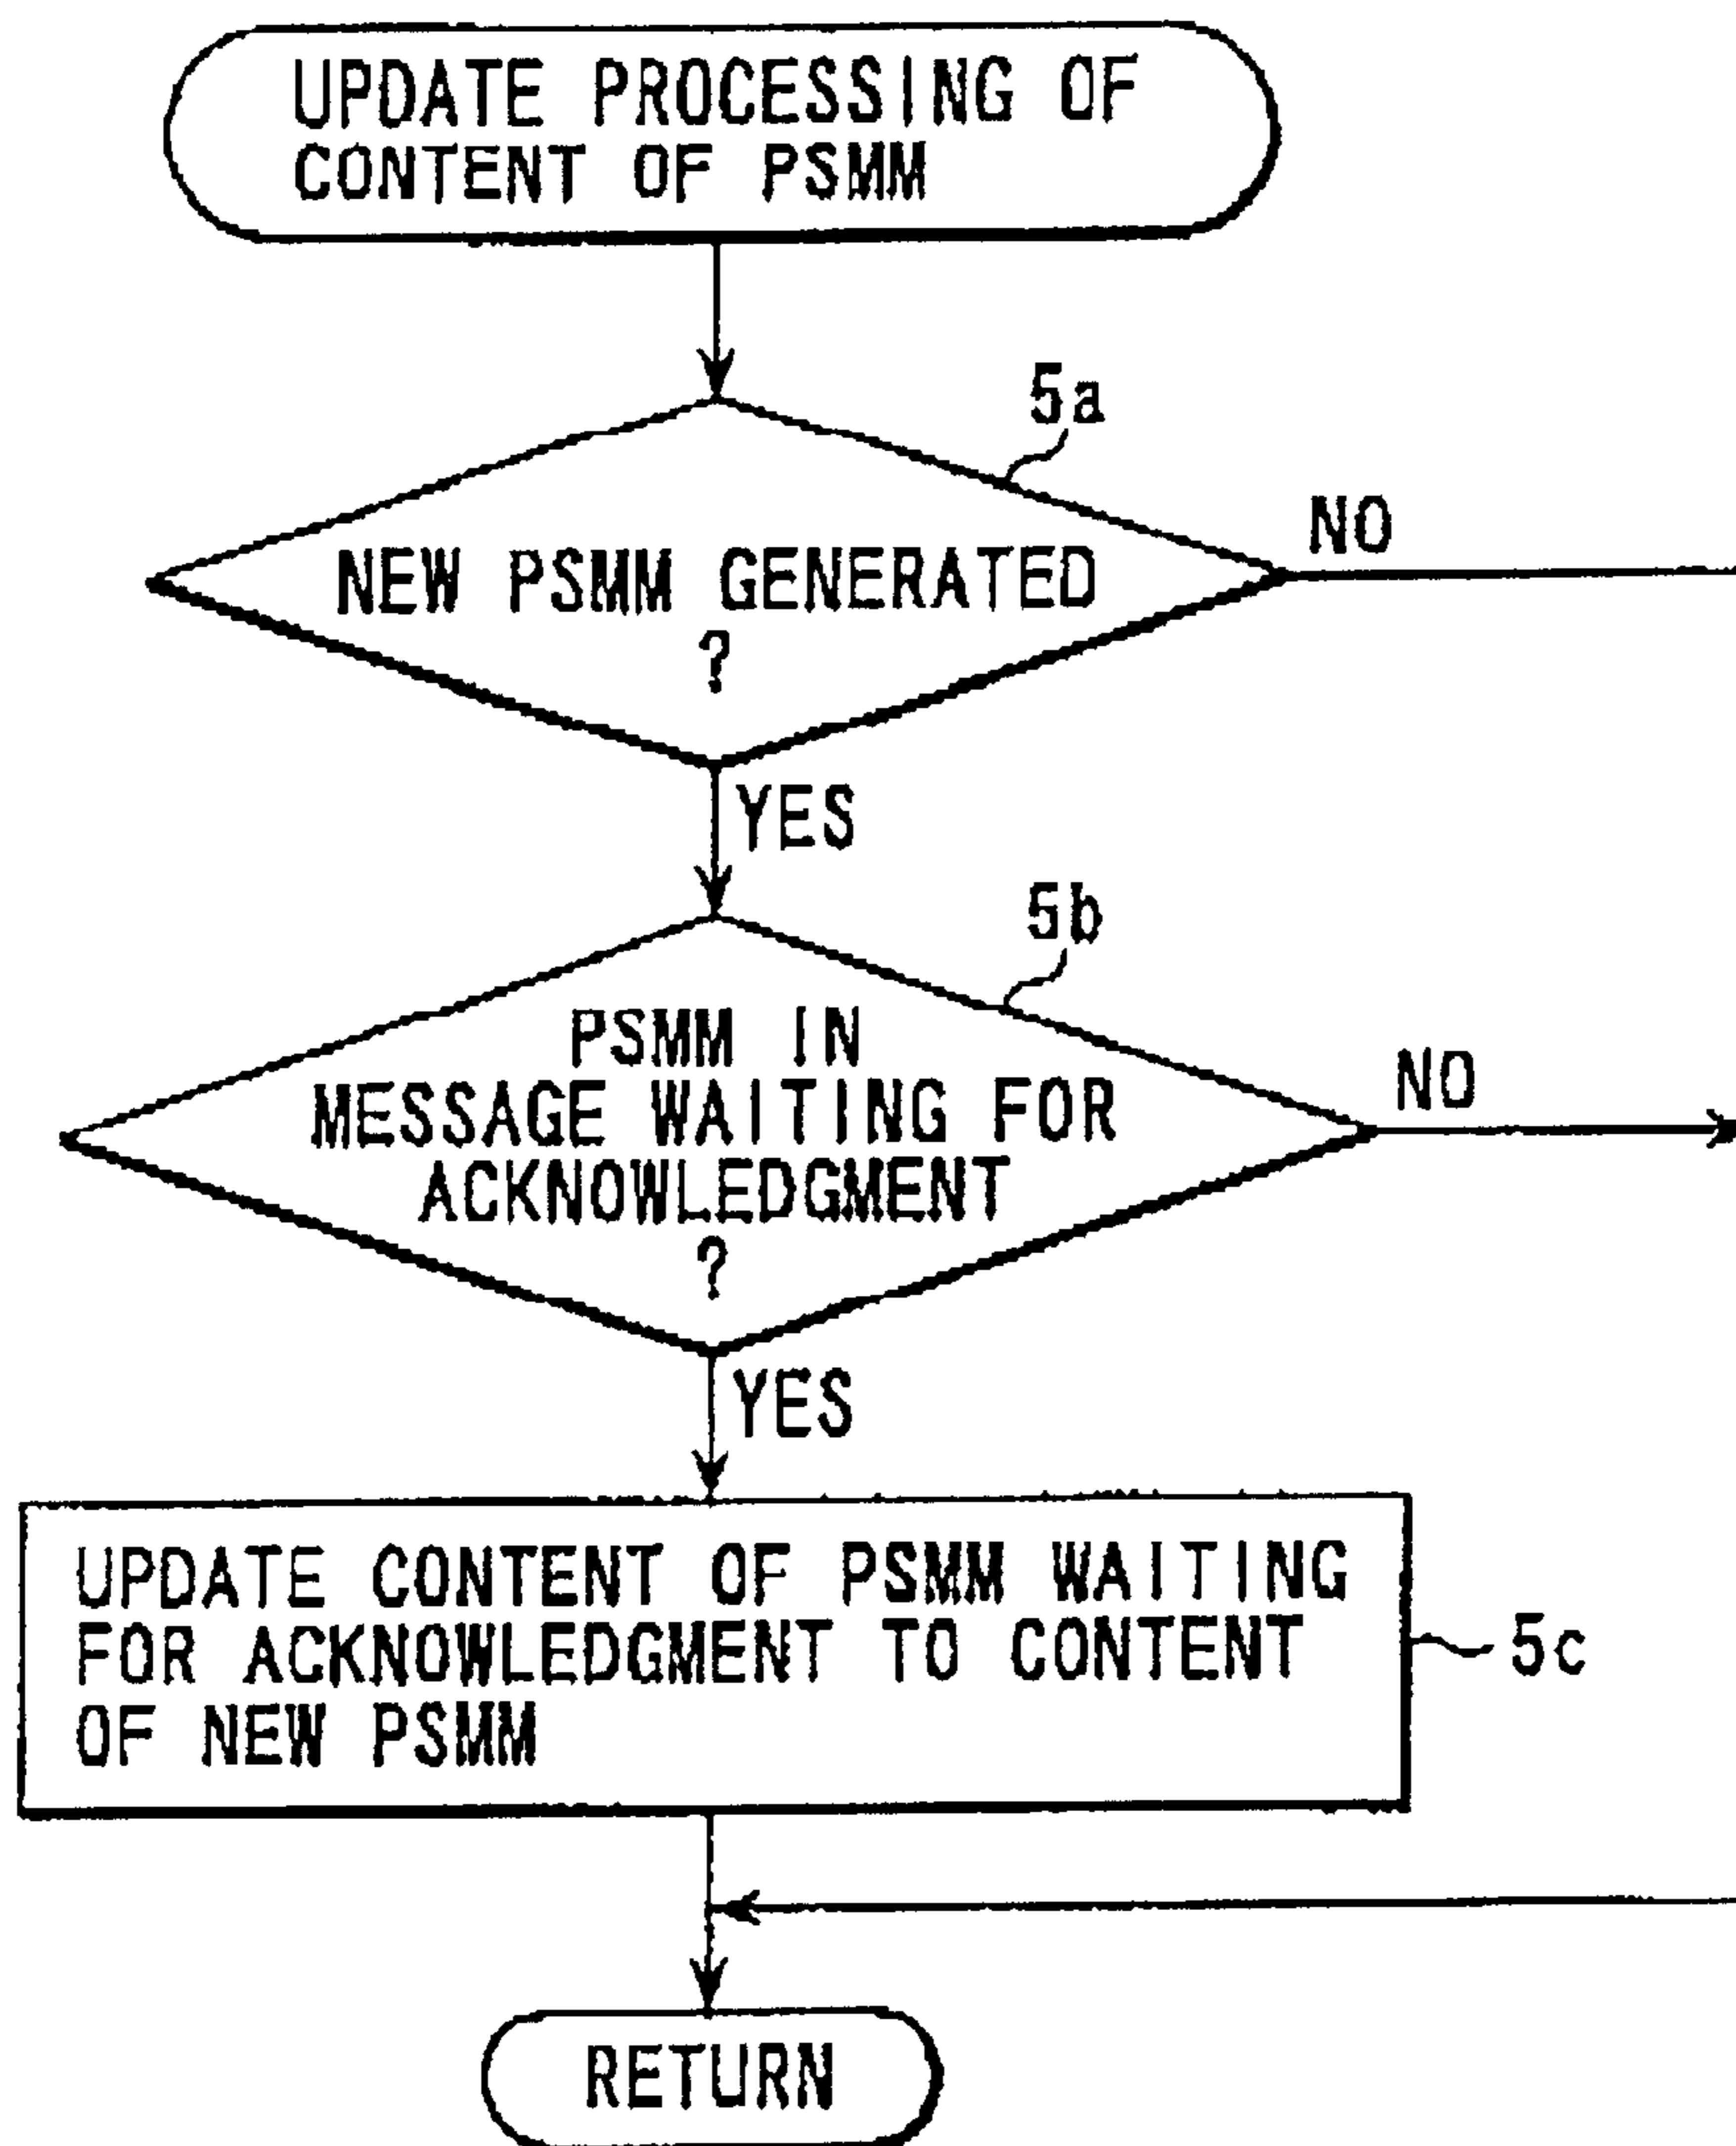 UPDATE PROCESSING OF
CONTENT OF PSMM
5a
NO
NEW PSMM GENERATED
?
YES
5b
PSMM IN
MESSAGE WAITING FOR
ACKNOWLEDGMENT
?
NO
YES
UPDATE CONTENT OF PSMM WAITING
FOR ACKNOWLEDGMENT TO CONTENT
OF NEW PSMM
5c
RETURN